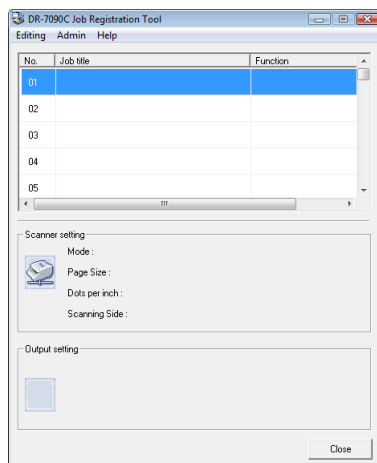 DR-7090C Job Registration Tool
Editing Admin Help
No. Job title Function
01
02
03
04
05
Scanner setting
Mode :
Page Size :
Dots per inch :
Scanning Side :
Output setting
Close